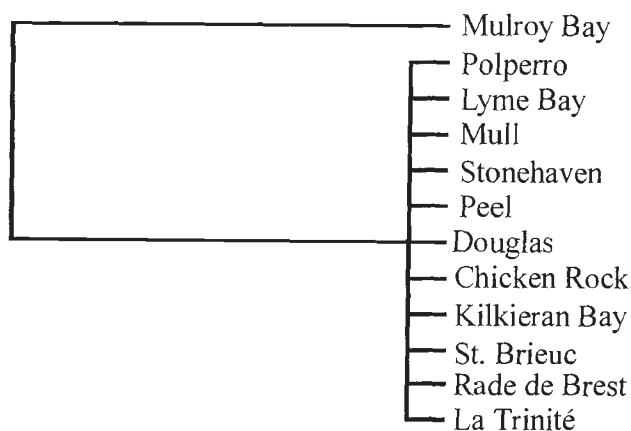 Mulroy Bay
Polperro
Lyme Bay
Mull
Stonehaven
Peel
Douglas
Chicken Rock
Kilkieran Bay
St. Brieuc
Rade de Brest
La Trinité